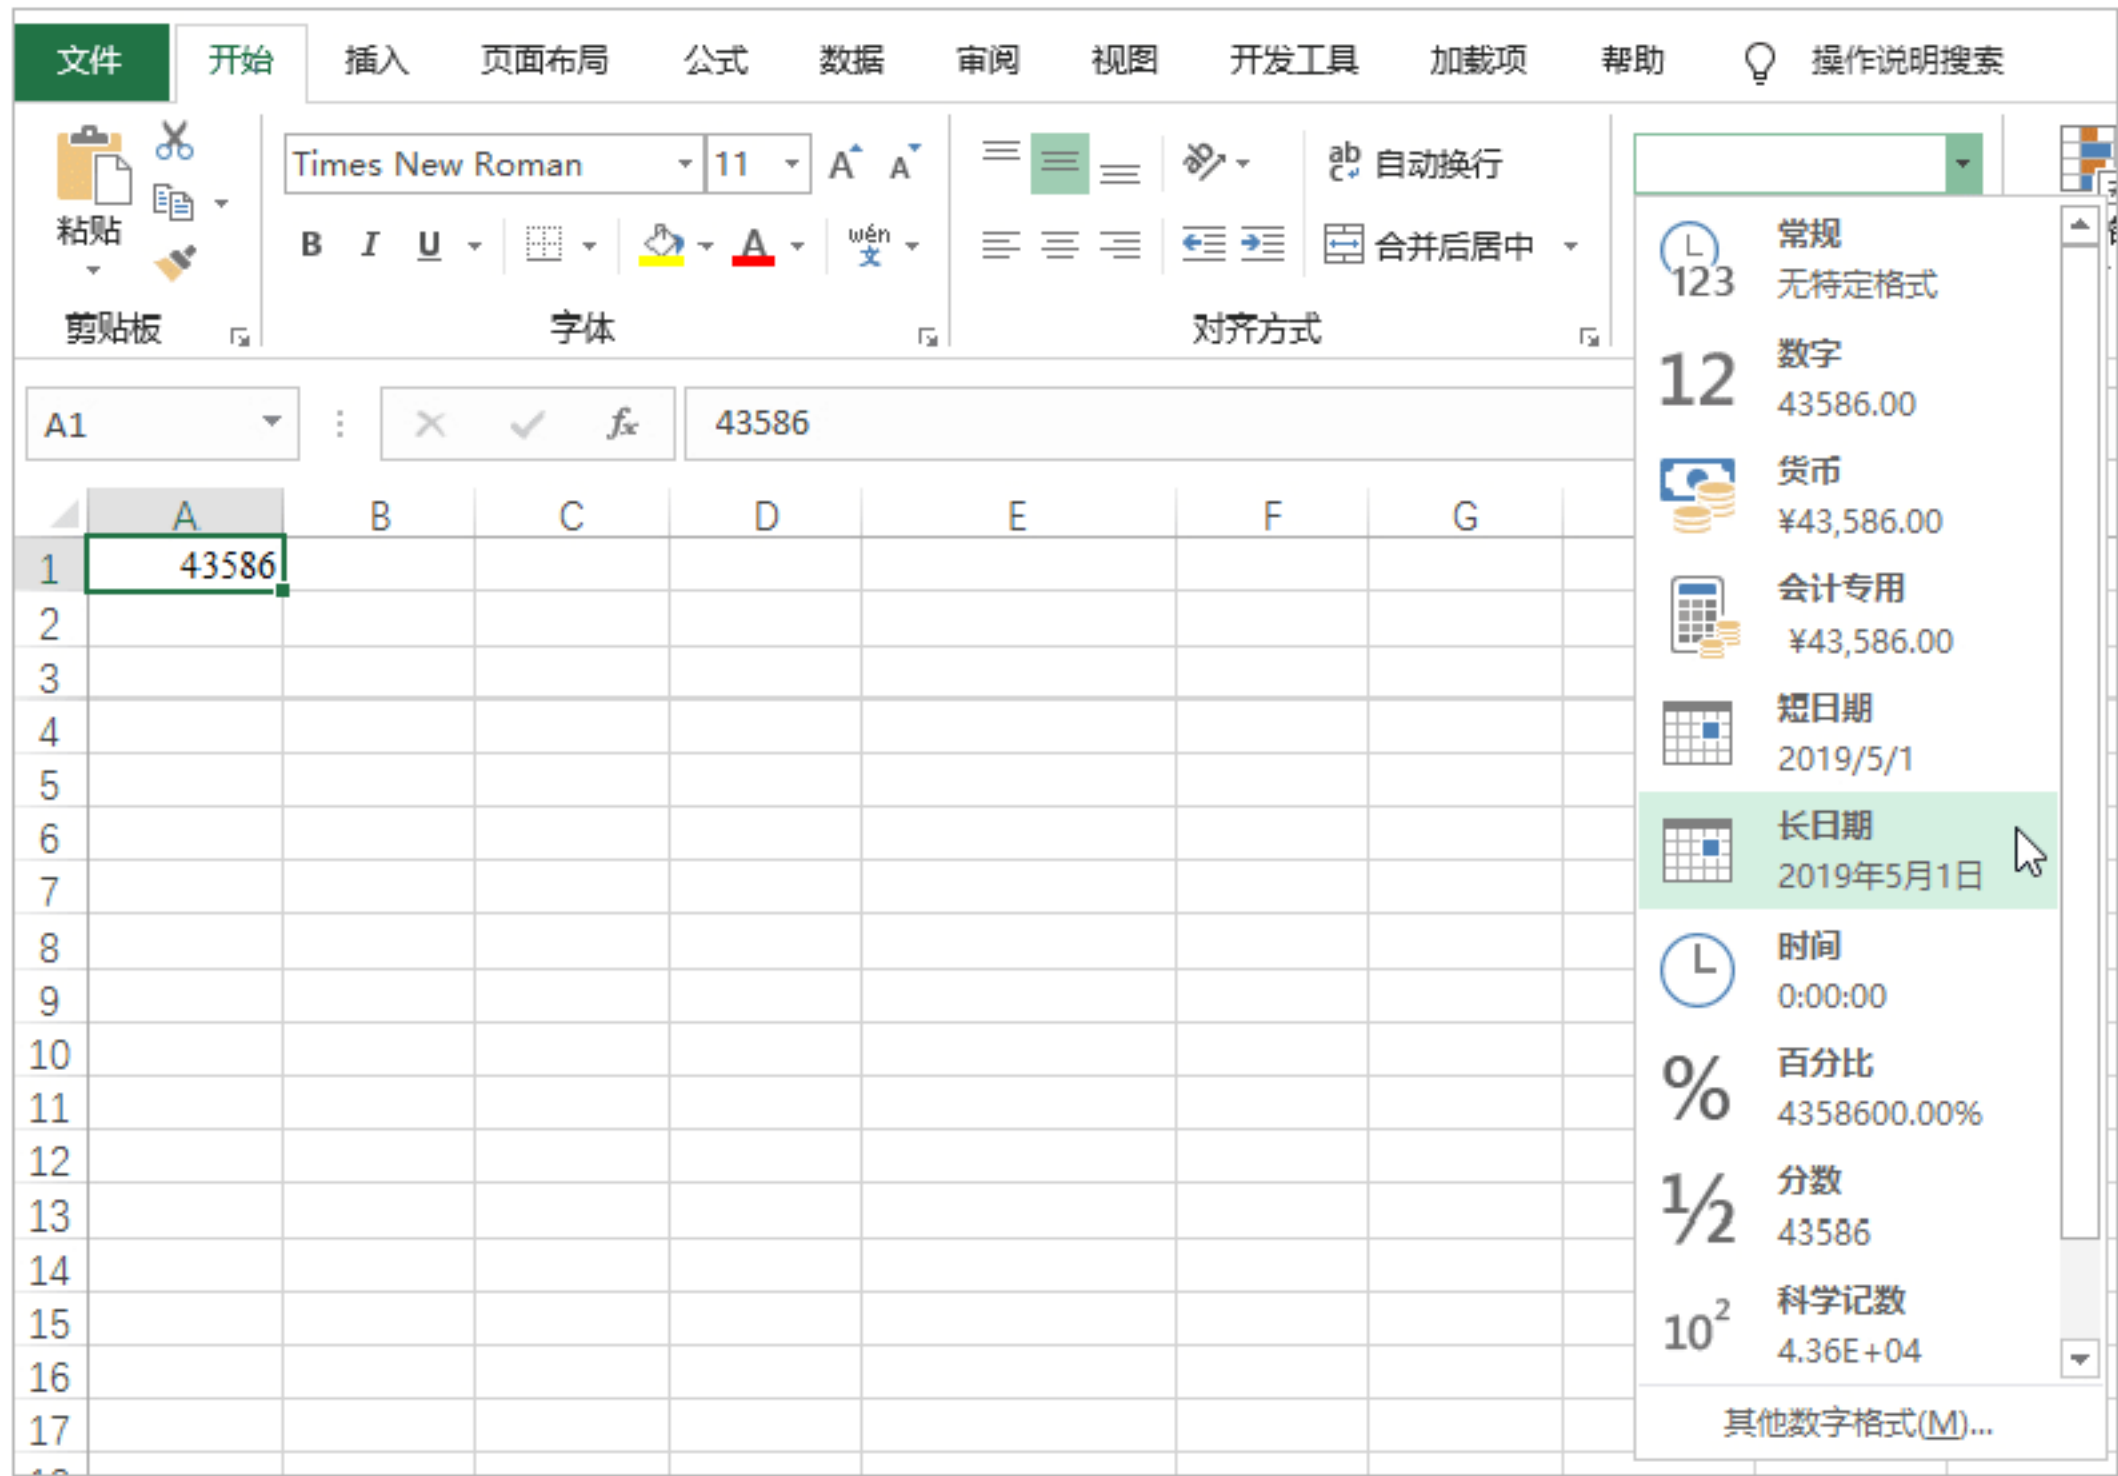 文件 开始 插入 页面布局 公式 数据 审阅 视图 开发工具 加载项 帮助 操作说明搜索
粘贴
剪贴板
Times New Roman 11 A A
B I U A wén 文
字体
ab 自动换行
合并后居中
对齐方式
A1 fx 43586
A B C D E F G
1 43586
2
3
4
5
6
7
8
9
10
11
12
13
14
15
16
17
123 常规
无特定格式
12 数字
43586.00
货币
¥43,586.00
会计专用
¥43,586.00
短日期
2019/5/1
长日期
2019年5月1日
时间
0:00:00
% 百分比
4358600.00%
½ 分数
43586
10² 科学记数
4.36E+04
其他数字格式(M)...